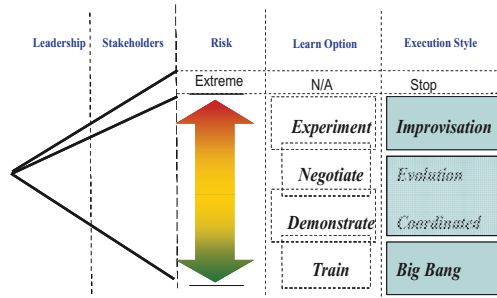 Leadership Stakeholders Risk Learn Option Execution Style
Extreme N/A Stop
Experiment Improvisation
Negotiate Evolution
Demonstrate Coordinated
Train Big Bang